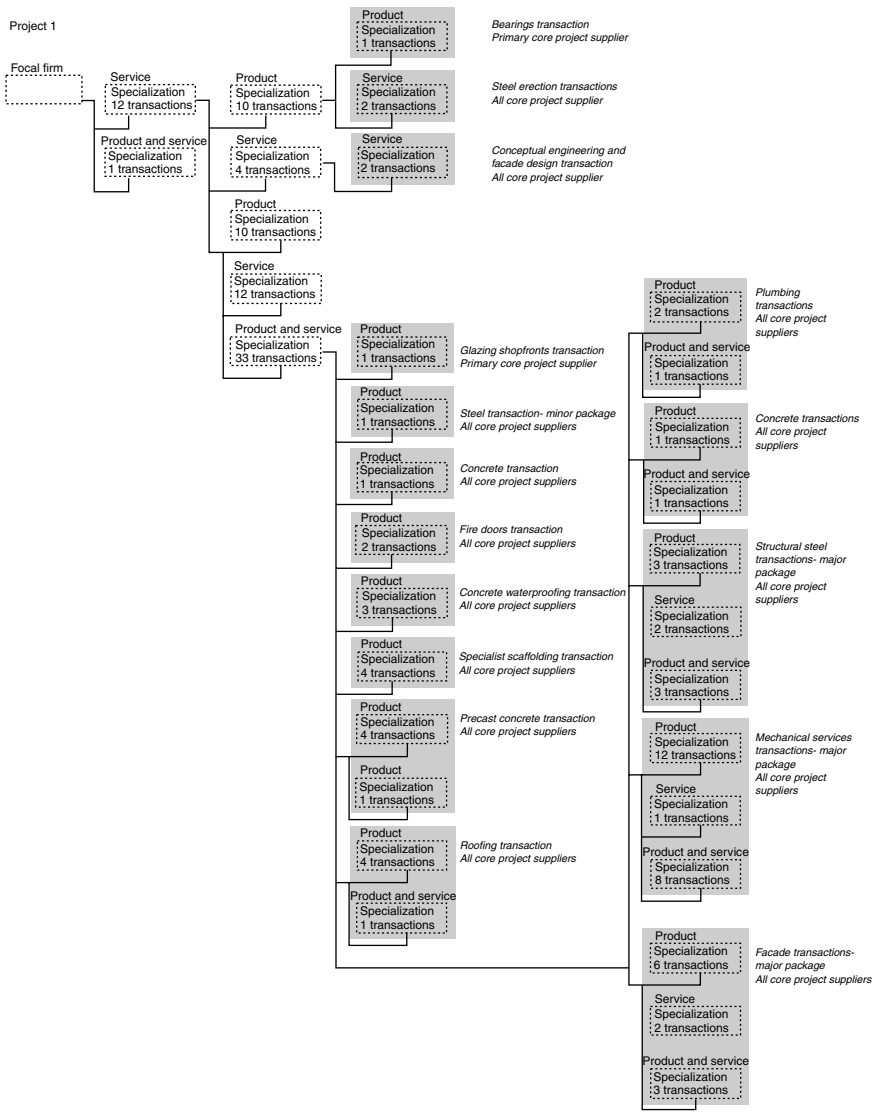 Project 1
Focal firm
Service
Specialization
12 transactions
Product and service
Specialization
1 transactions
Product
Specialization
10 transactions
Service
Specialization
4 transactions
Product
Specialization
10 transactions
Service
Specialization
12 transactions
Product and service
Specialization
33 transactions
Product
Specialization
1 transactions
Bearings transaction
Primary core project supplier
Service
Specialization
2 transactions
Steel erection transactions
All core project supplier
Service
Specialization
2 transactions
Conceptual engineering and
facade design transaction
All core project supplier
Product
Specialization
1 transactions
Glazing shopfronts transaction
Primary core project supplier
Product
Specialization
1 transactions
Steel transaction- minor package
All core project suppliers
Product
Specialization
1 transactions
Concrete transaction
All core project suppliers
Product
Specialization
2 transactions
Fire doors transaction
All core project suppliers
Product
Specialization
3 transactions
Concrete waterproofing transaction
All core project suppliers
Product
Specialization
4 transactions
Specialist scaffolding transaction
All core project suppliers
Product
Specialization
4 transactions
Precast concrete transaction
All core project suppliers
Product
Specialization
1 transactions
Product
Specialization
4 transactions
Roofing transaction
All core project suppliers
Product and service
Specialization
1 transactions
Product
Specialization
2 transactions
Plumbing
transactions
All core project
suppliers
Product and service
Specialization
1 transactions
Product
Specialization
1 transactions
Concrete transactions
All core project
suppliers
Product and service
Specialization
1 transactions
Product
Specialization
3 transactions
Structural steel
transactions- major
package
All core project
suppliers
Service
Specialization
2 transactions
Product and service
Specialization
3 transactions
Product
Specialization
12 transactions
Mechanical services
transactions- major
package
All core project
suppliers
Service
Specialization
1 transactions
Product and service
Specialization
8 transactions
Product
Specialization
6 transactions
Facade transactions-
major package
All core project suppliers
Service
Specialization
2 transactions
Product and service
Specialization
3 transactions